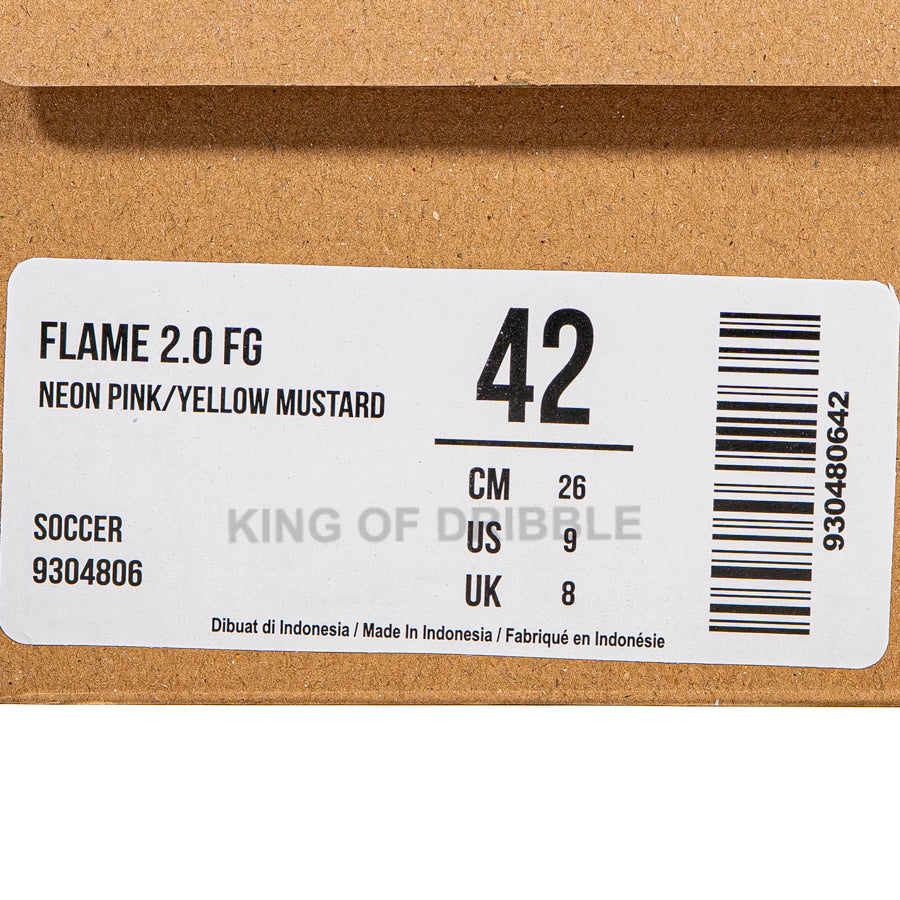 FLAME 2.0 FG
NEON PINK/YELLOW MUSTARD
SOCCER
9304806
42
CM 26
US 9
UK 8
KING OF DRIBBLE
930480642
Dibuat di Indonesia / Made In Indonesia / Fabriqué en Indonésie